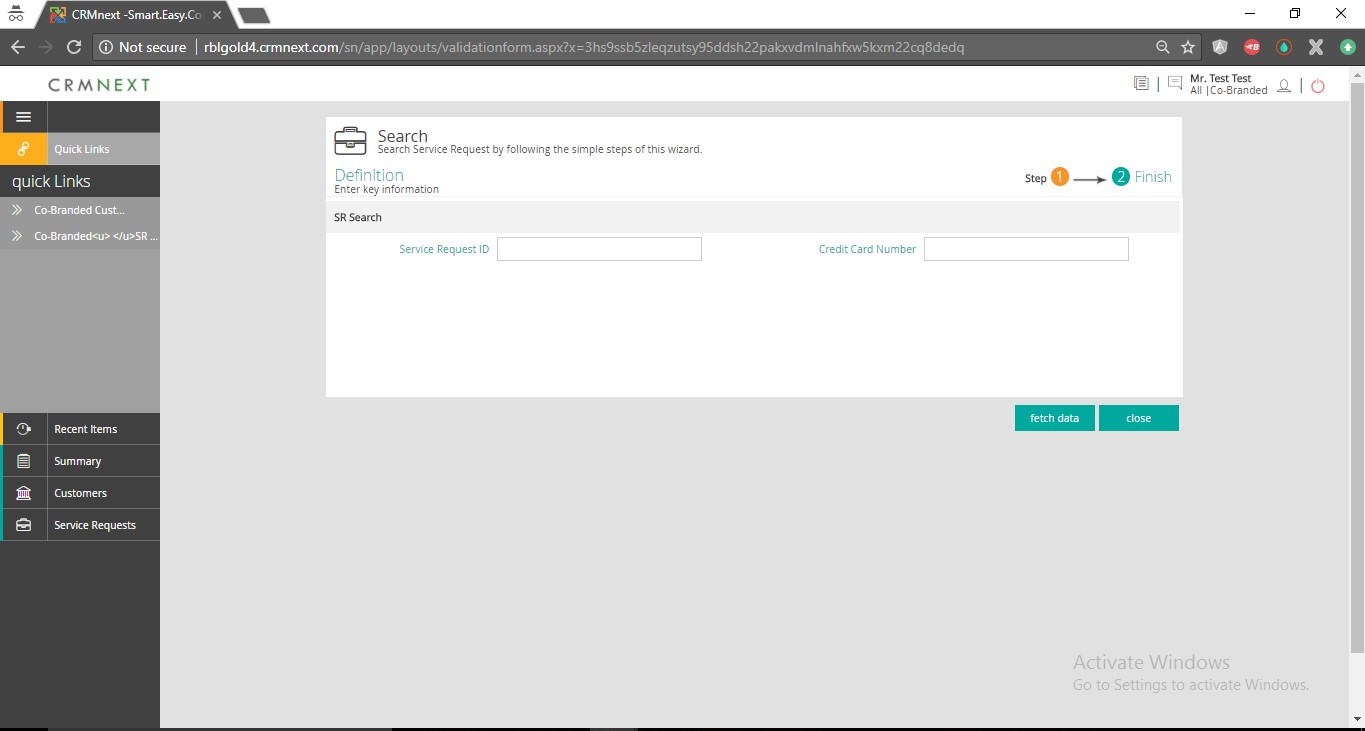 CRMnext -Smart.Easy.Co
Not secure | rblgold4.crmnext.com/sn/app/layouts/validationform.aspx?x=3hs9ssb5zleqzutsy95ddsh22pakxvdmlnahfxw5kxm22cq8dedq
CRMNEXT
Mr. Test Test
All |Co-Branded
Quick Links
quick Links
Co-Branded Cust...
Co-Branded<u> </u>SR ...
Recent Items
Summary
Customers
Service Requests
Search
Search Service Request by following the simple steps of this wizard.
Definition
Enter key information
Step 1 2 Finish
SR Search
Service Request ID
Credit Card Number
fetch data
close
Activate Windows
Go to Settings to activate Windows.